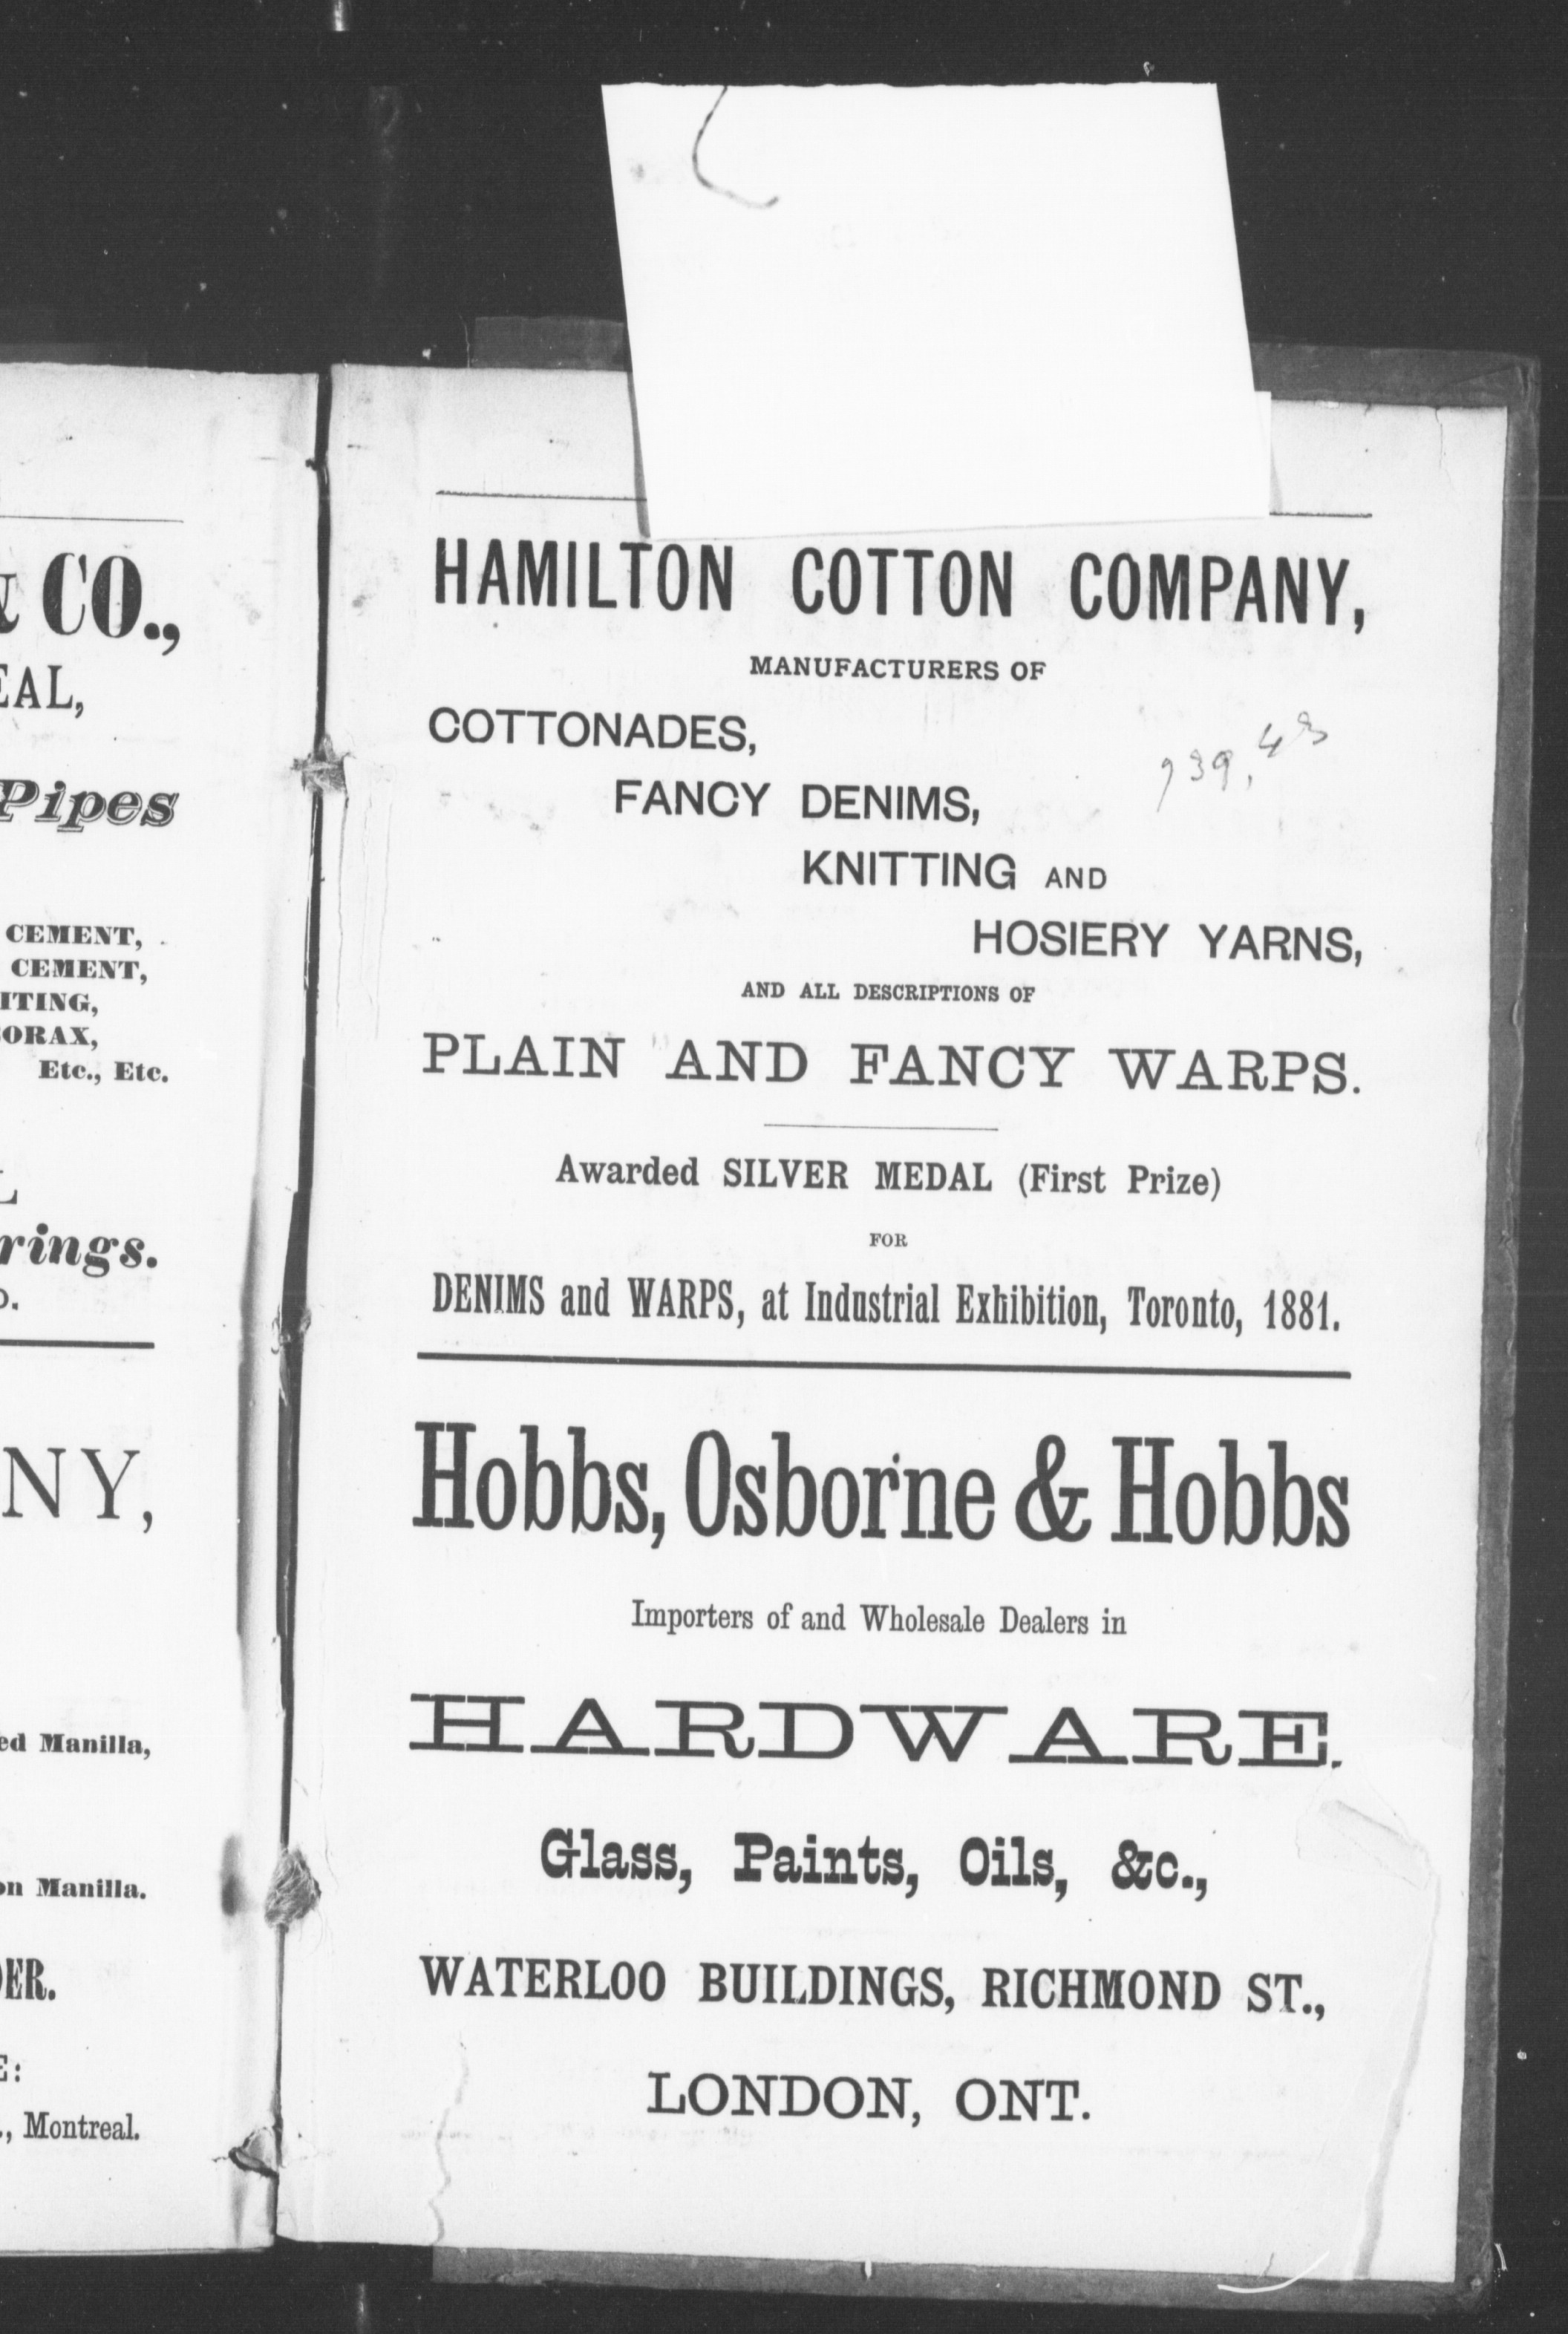 & CO.,
EAL,
Pipes
CEMENT,
CEMENT,
ITING,
ORAX,
Etc., Etc.
L
rings.
O.
NY,
ed Manilla,
on Manilla.
DER.
E:
., Montreal.
HAMILTON COTTON COMPANY,
MANUFACTURERS OF
COTTONADES,
FANCY DENIMS,
KNITTING AND
HOSIERY YARNS,
AND ALL DESCRIPTIONS OF
PLAIN AND FANCY WARPS.
Awarded SILVER MEDAL (First Prize)
FOR
DENIMS and WARPS, at Industrial Exhibition, Toronto, 1881.
Hobbs, Osborne & Hobbs
Importers of and Wholesale Dealers in
HARDWARE.
Glass, Paints, Oils, &c.,
WATERLOO BUILDINGS, RICHMOND ST.,
LONDON, ONT.